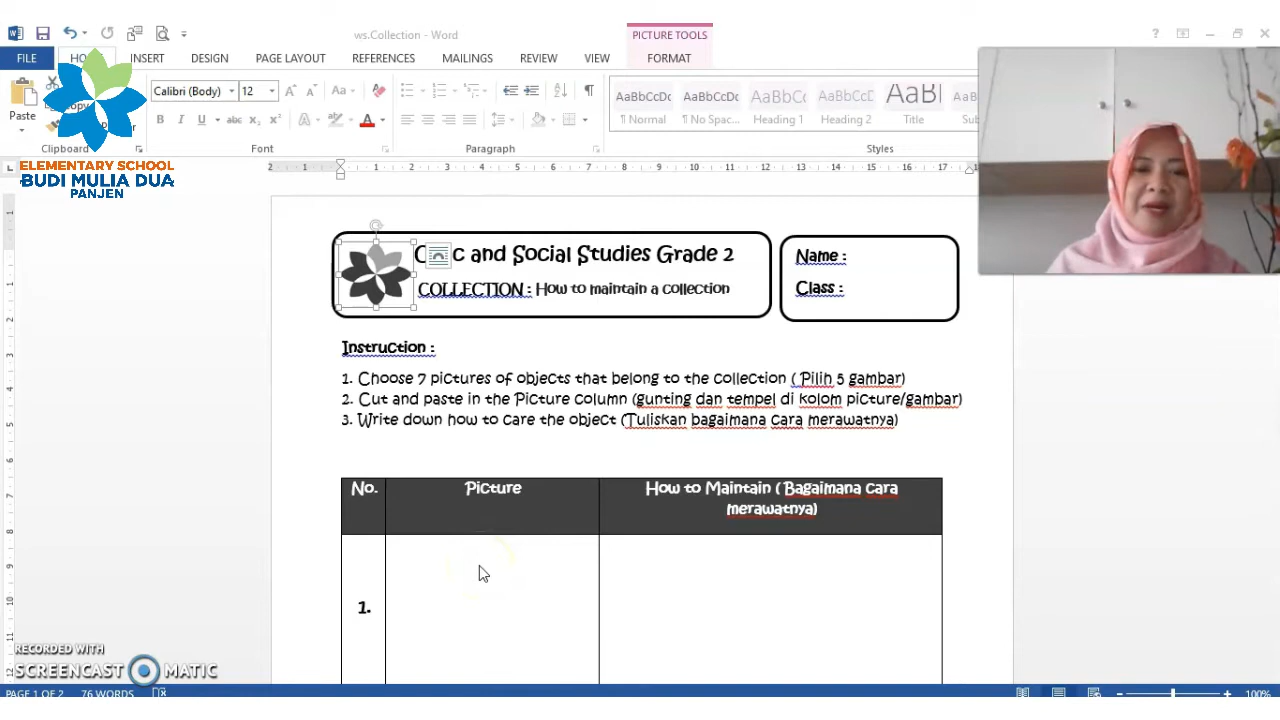 PICTURE TOOLS
ws.Collection - Word
FILE
INSERT
DESIGN
PAGE LAYOUT
REFERENCES
MAILINGS
REVIEW
VIEW
FORMAT
Calibri (Body)
12
Paste
Clipboard
Font
Paragraph
Styles
AaBbCcDc
¶ Normal
AaBbCcDc
¶ No Spac...
AaBbCc
Heading 1
AaBbCcC
Heading 2
AaBl
Title
ELEMENTARY SCHOOL
BUDI MULIA DUA
PANJEN
and Social Studies Grade 2
COLLECTION : How to maintain a collection
Name :
Class :
Instruction :
1. Choose 7 pictures of objects that belong to the collection ( Pilih 5 gambar)
2. Cut and paste in the Picture column (gunting dan tempel di kolom picture/gambar)
3. Write down how to care the object (Tuliskan bagaimana cara merawatnya)
No.
Picture
How to Maintain ( Bagaimana cara
merawatnya)
1.
RECORDED WITH
SCREENCAST MATIC
PAGE 1 OF 2
76 WORDS
100%